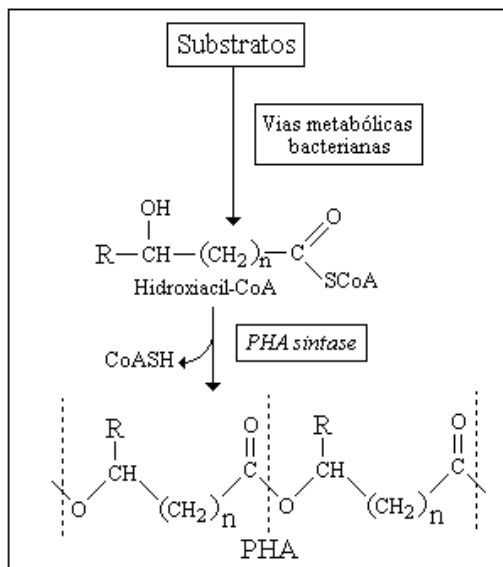 Substratos
Vias metabólicas
bacterianas
OH
O
R—CH—(CH₂)n—C
SCoA
Hidroxiacil-CoA
PHA sintase
CoASH
R O R O
CH C CH C
O (CH₂)n O (CH₂)n
PHA